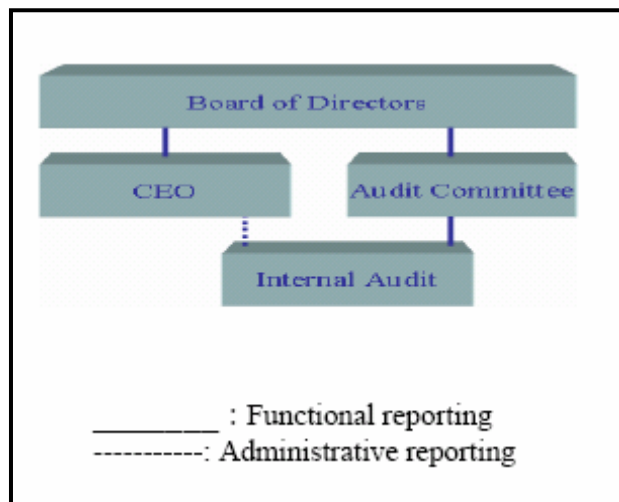 Board of Directors
CEO
Audit Committee
Internal Audit
________ : Functional reporting
-----------: Administrative reporting